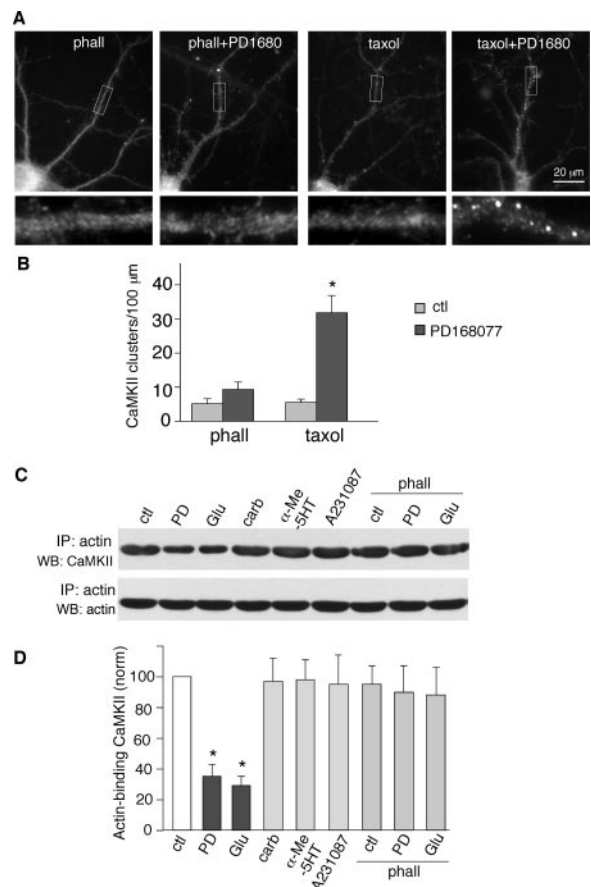 A
phall
phall+PD1680
taxol
taxol+PD1680
20 μm
B
CaMKII clusters/100 μm
40
30
20
10
0
phall
taxol
*
ctl
PD168077
C
phall
ctl
PD
Glu
carb
α-Me
-5HT
A231087
ctl
PD
Glu
IP: actin
WB: CaMKII
IP: actin
WB: actin
D
Actin-binding CaMKII (norm)
100
80
60
40
20
0
*
*
ctl
PD
Glu
carb
α-Me
-5HT
A231087
ctl
PD
Glu
phall